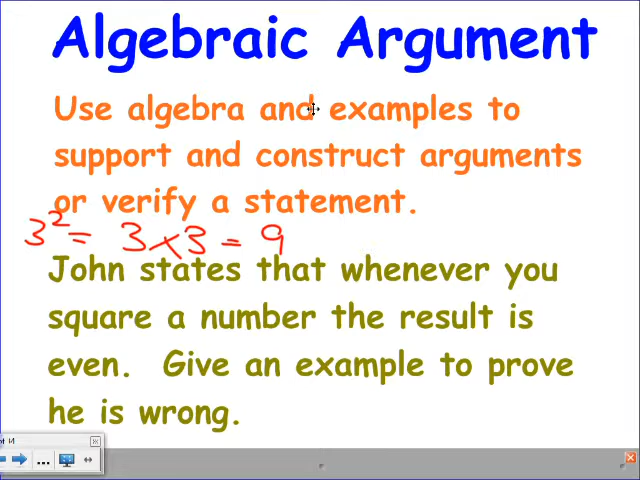 Algebraic Argument
Use algebra and examples to
support and construct arguments
or verify a statement.
3² = 3 × 3 = 9
John states that whenever you
square a number the result is
even. Give an example to prove
he is wrong.
...